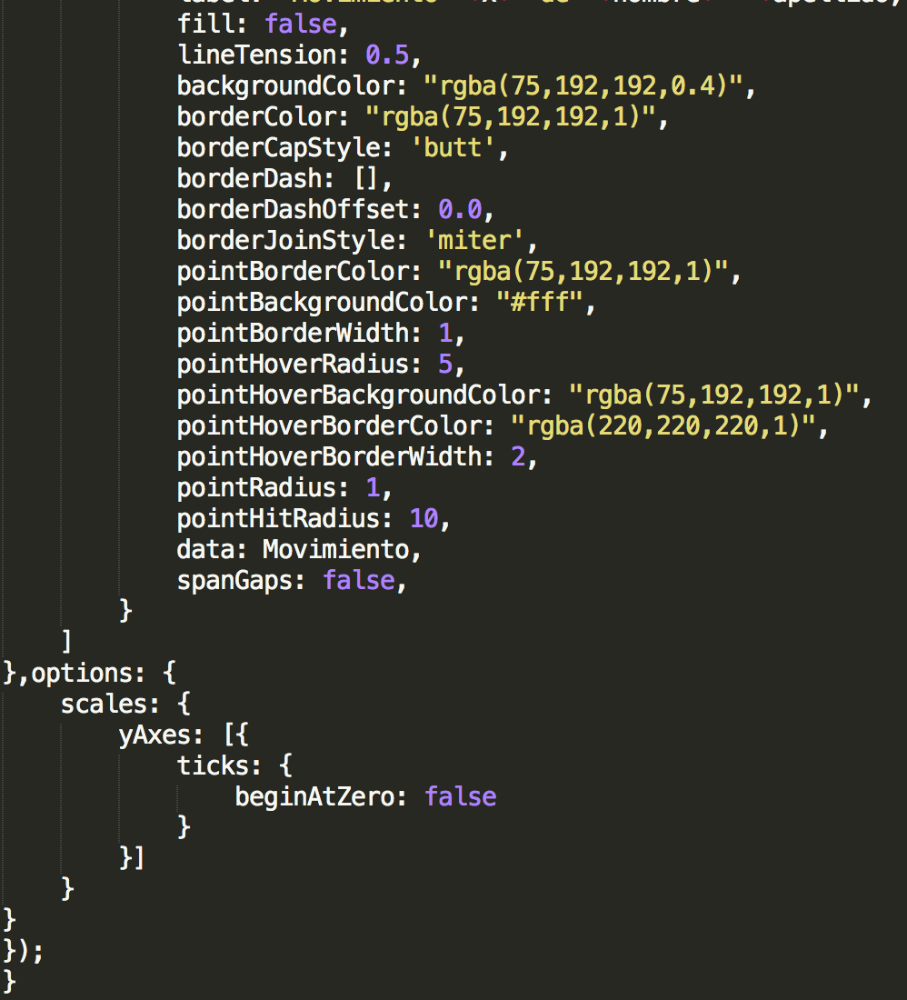 fill: false,
lineTension: 0.5,
backgroundColor: "rgba(75,192,192,0.4)",
borderColor: "rgba(75,192,192,1)",
borderCapStyle: 'butt',
borderDash: [],
borderDashOffset: 0.0,
borderJoinStyle: 'miter',
pointBorderColor: "rgba(75,192,192,1)",
pointBackgroundColor: "#fff",
pointBorderWidth: 1,
pointHoverRadius: 5,
pointHoverBackgroundColor: "rgba(75,192,192,1)",
pointHoverBorderColor: "rgba(220,220,220,1)",
pointHoverBorderWidth: 2,
pointRadius: 1,
pointHitRadius: 10,
data: Movimiento,
spanGaps: false,
}
]
},options: {
scales: {
yAxes: [{
ticks: {
beginAtZero: false
}
}]
}
}
});
}